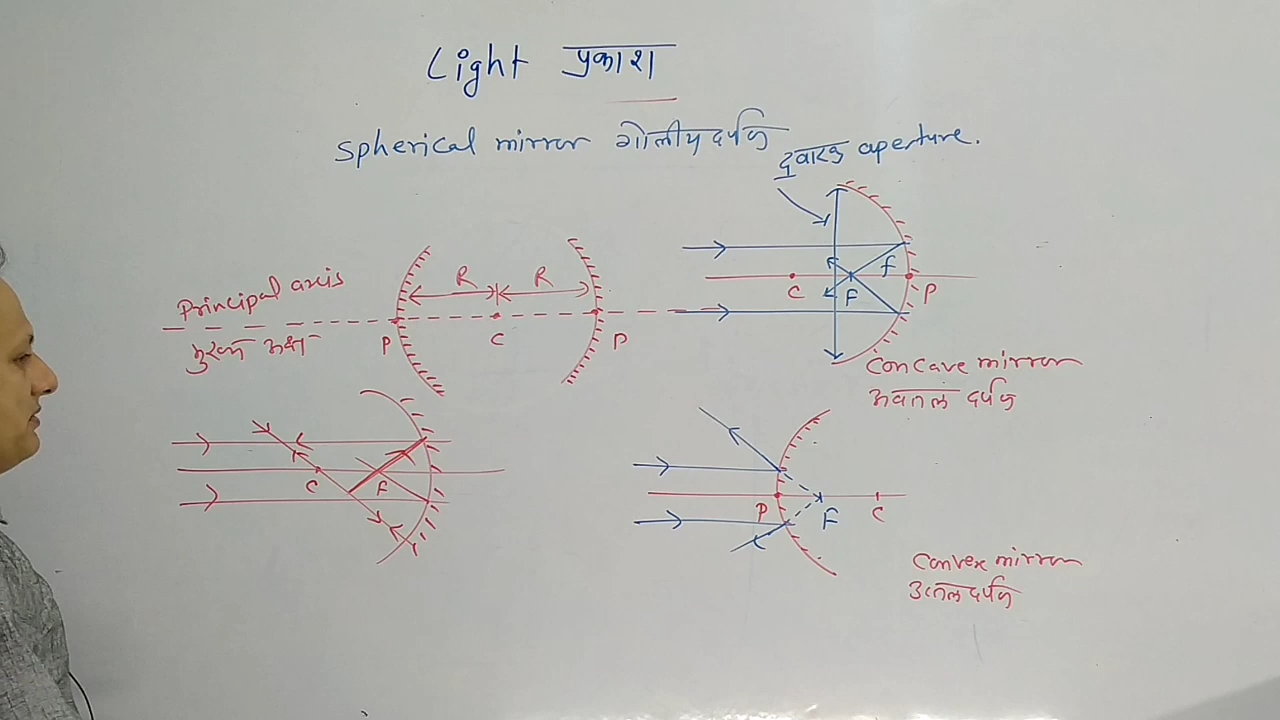 Light प्रकाश
Spherical mirror गोलीय दर्पण
द्वारक aperture.
Principal axis
मुख्य अक्ष
R R
P C P
C F f P
Concave mirror
अवतल दर्पण
C F
P F C
Convex mirror
उत्तल दर्पण